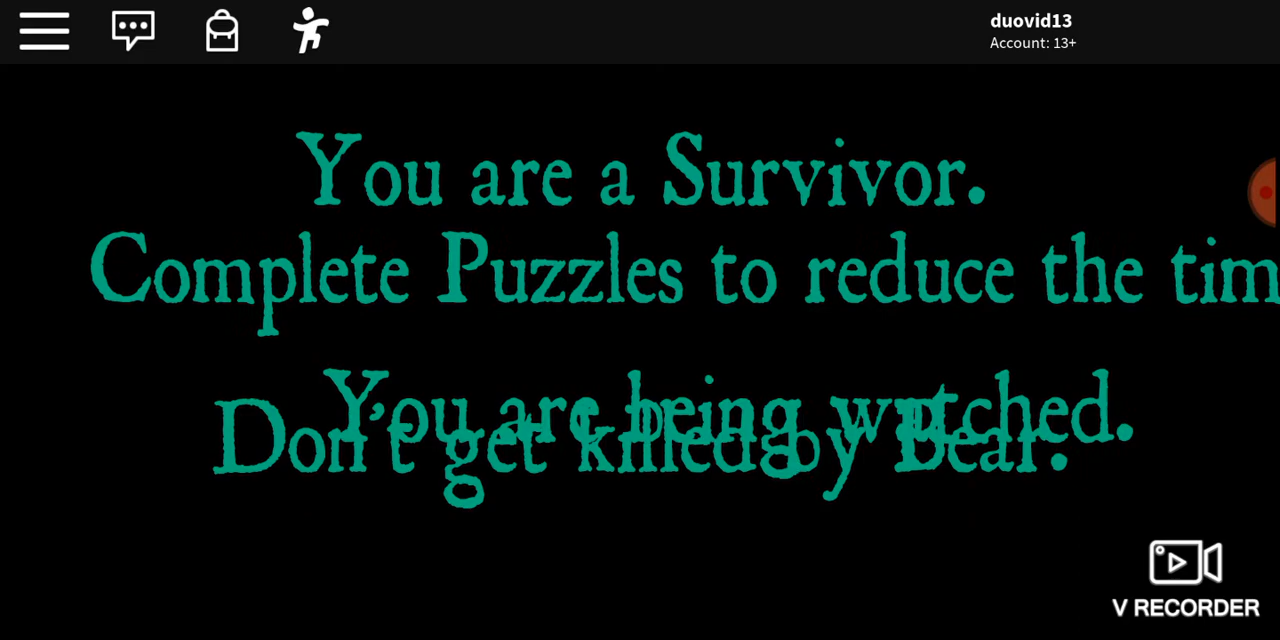 duovid13
Account: 13+
You are a Survivor.
Complete Puzzles to reduce the tim
You are being watched.
Don't get killed by Bear.
V RECORDER